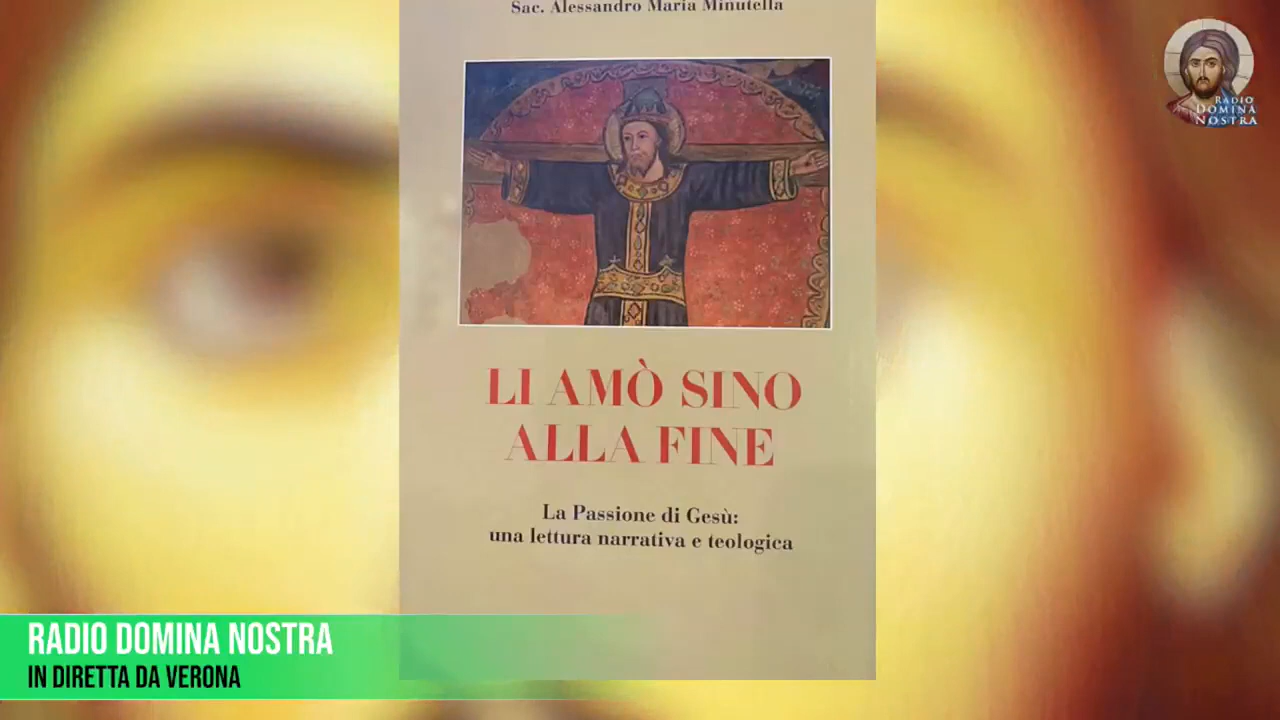 Sac. Alessandro Maria Minutella
RADIO
DOMINA
NOSTRA
LI AMÒ SINO
ALLA FINE
La Passione di Gesù:
una lettura narrativa e teologica
RADIO DOMINA NOSTRA
IN DIRETTA DA VERONA